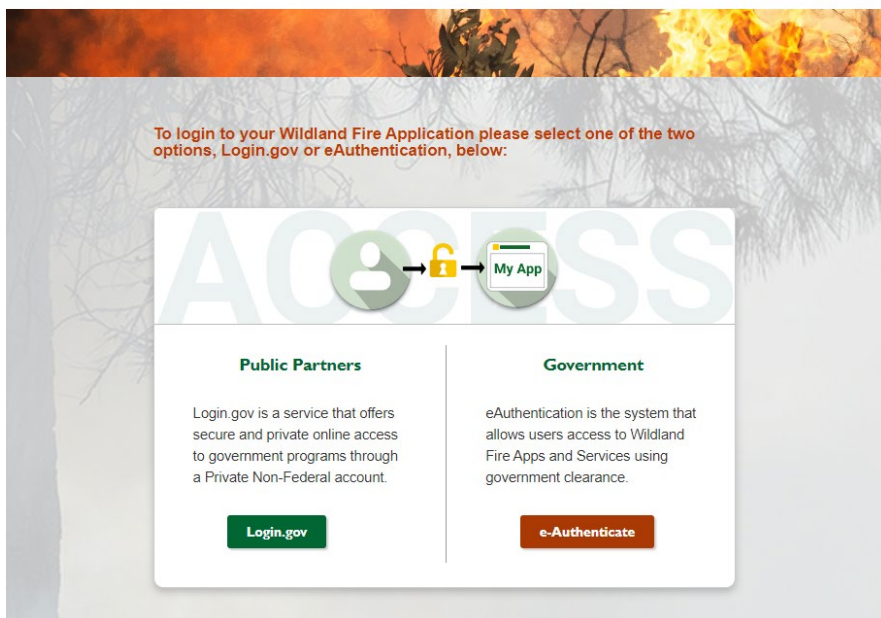 To login to your Wildland Fire Application please select one of the two
options, Login.gov or eAuthentication, below:
ACCESS
My App
Public Partners
Login.gov is a service that offers
secure and private online access
to government programs through
a Private Non-Federal account.
Login.gov
Government
eAuthentication is the system that
allows users access to Wildland
Fire Apps and Services using
government clearance.
e-Authenticate